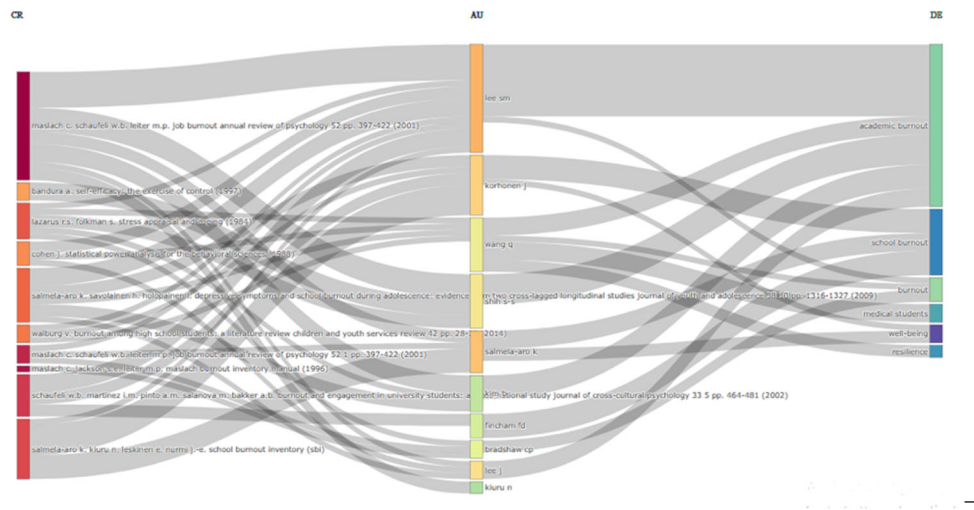 CR
AU
DE
maslach c. schaufeli w.b. leiter m.p. job burnout annual review of psychology 52 pp. 397-422 (2001)
bandura a. self-efficacy: the exercise of control (1997)
lazarus r.s. folkman s. stress appraisal and coping (1984)
cohen j. statistical power analysis for the behavioral sciences (1988)
salmela-aro k. savolainen h. holopainen l. depressive symptoms and school burnout during adolescence: evidence two cross-lagged longitudinal studies journal of youth and adolescence pp. 1316-1327 (2009)
walburg v. burnout among high school students: a literature review children and youth services review 42 pp. 28- 2014)
maslach c. schaufeli w.b. leiter m.p. job burnout annual review of psychology 52.1 pp. 397-422 (2001)
maslach c. jackson leiter m.p. maslach burnout inventory manual (1996)
schaufeli w.b. martinez i.m. pinto a.m. salanova m. bakker a.b. burnout and engagement in university students: a national study journal of cross-cultural psychology 33 5 pp. 464-481 (2002)
salmela-aro k. kiuru n. leskinen e. nurmi j.-e. school burnout inventory (sbi)
lee sm
korhonen j
wang q
shih s-s
salmela-aro k
fincham fd
bradshaw cp
lee j
kiuru n
academic burnout
school burnout
burnout
medical students
well-being
resilience